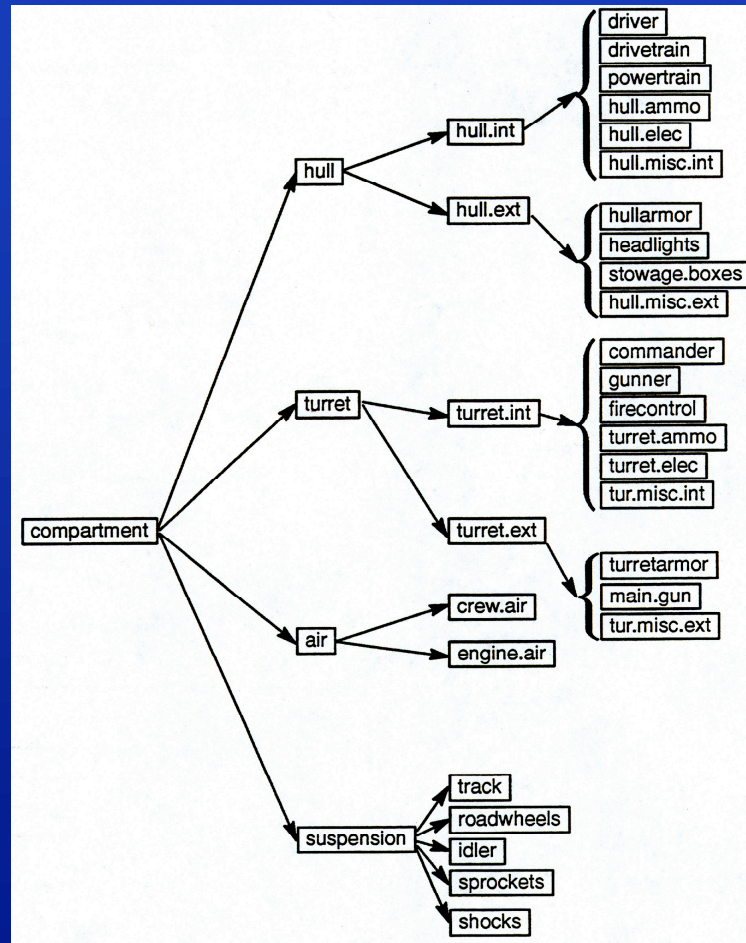 driver
drivetrain
powertrain
hull.ammo
hull.elec
hull.misc.int
hull.int
hull
hull.ext
hullarmor
headlights
stowage.boxes
hull.misc.ext
commander
gunner
firecontrol
turret.ammo
turret.elec
tur.misc.int
turret
turret.int
compartment
turret.ext
turretarmor
main.gun
tur.misc.ext
crew.air
air
engine.air
track
roadwheels
suspension
idler
sprockets
shocks